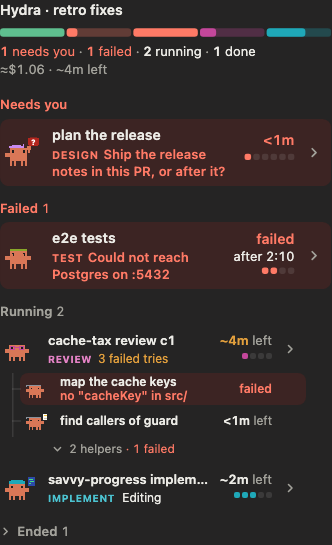 Hydra · retro fixes
1 needs you · 1 failed · 2 running · 1 done
≈$1.06 · ~4m left
Needs you
plan the release
<1m
DESIGN Ship the release
notes in this PR, or after it?
Failed 1
e2e tests
failed
TEST Could not reach
after 2:10
Postgres on :5432
Running 2
cache-tax review c1
~4m left
REVIEW 3 failed tries
map the cache keys
no "cacheKey" in src/
failed
find callers of guard
<1m left
2 helpers · 1 failed
savvy-progress implem...
~2m left
IMPLEMENT Editing
Ended 1